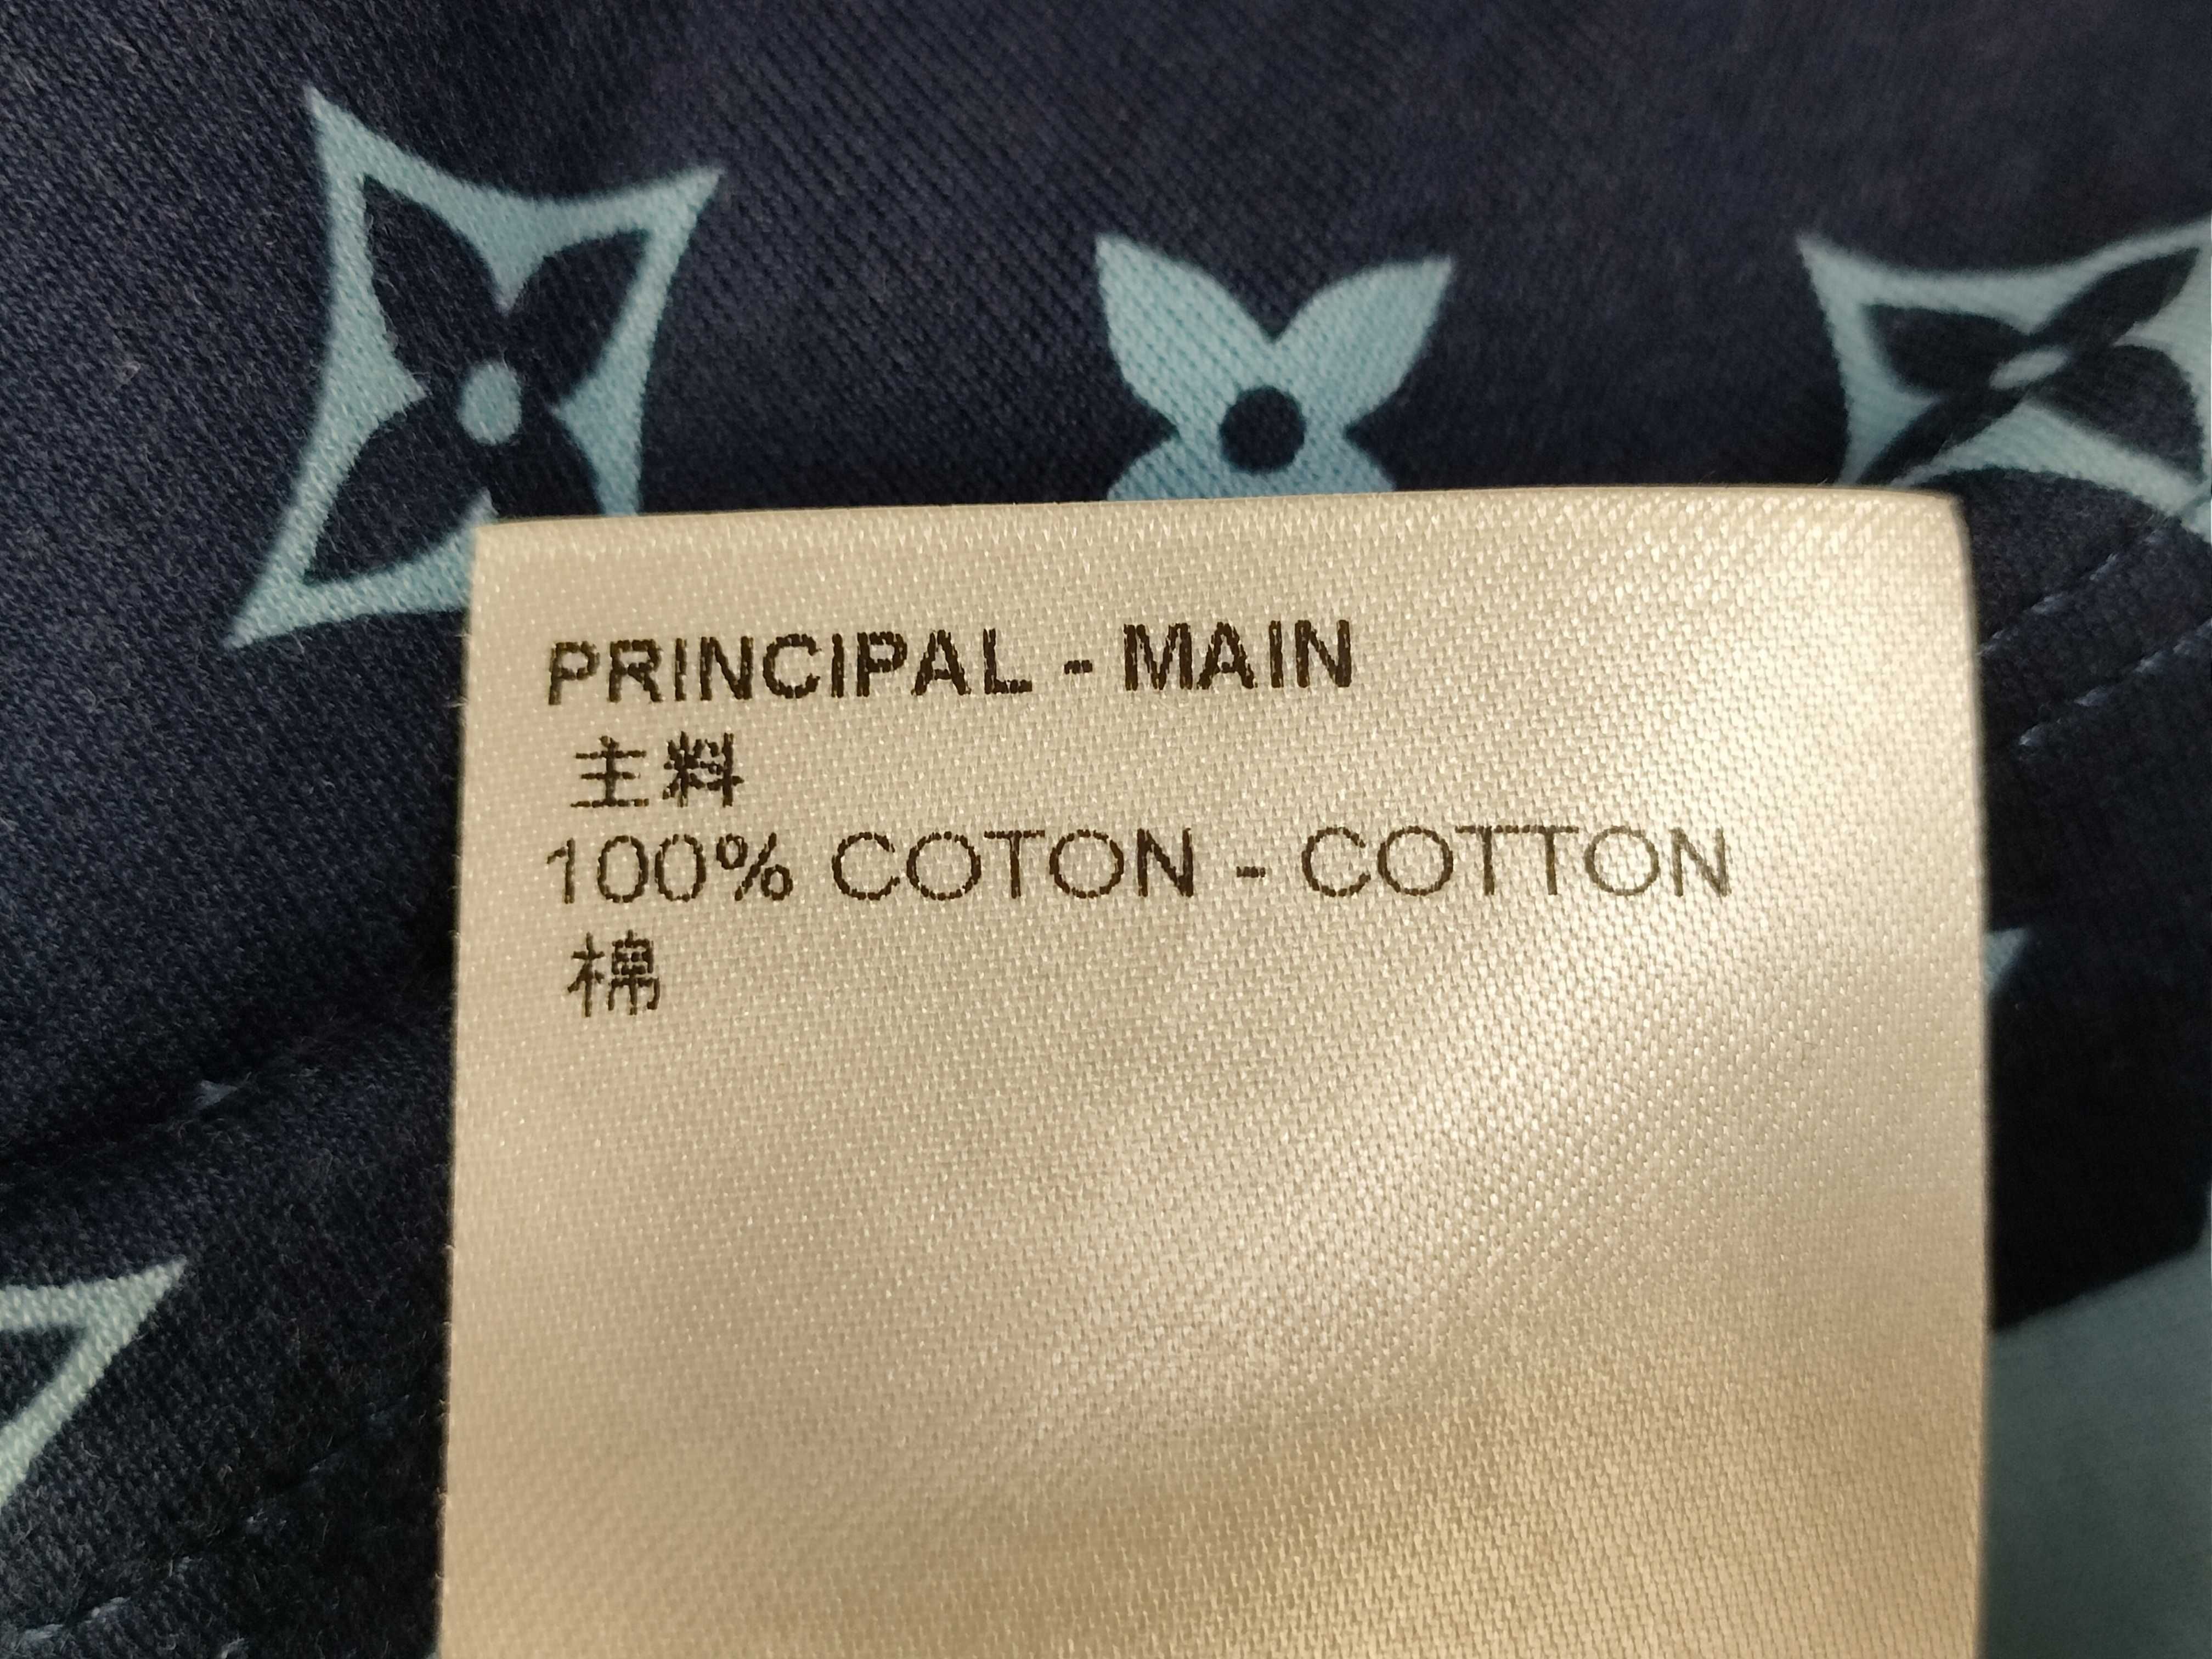 PRINCIPAL - MAIN
主料
100% COTON - COTTON
棉